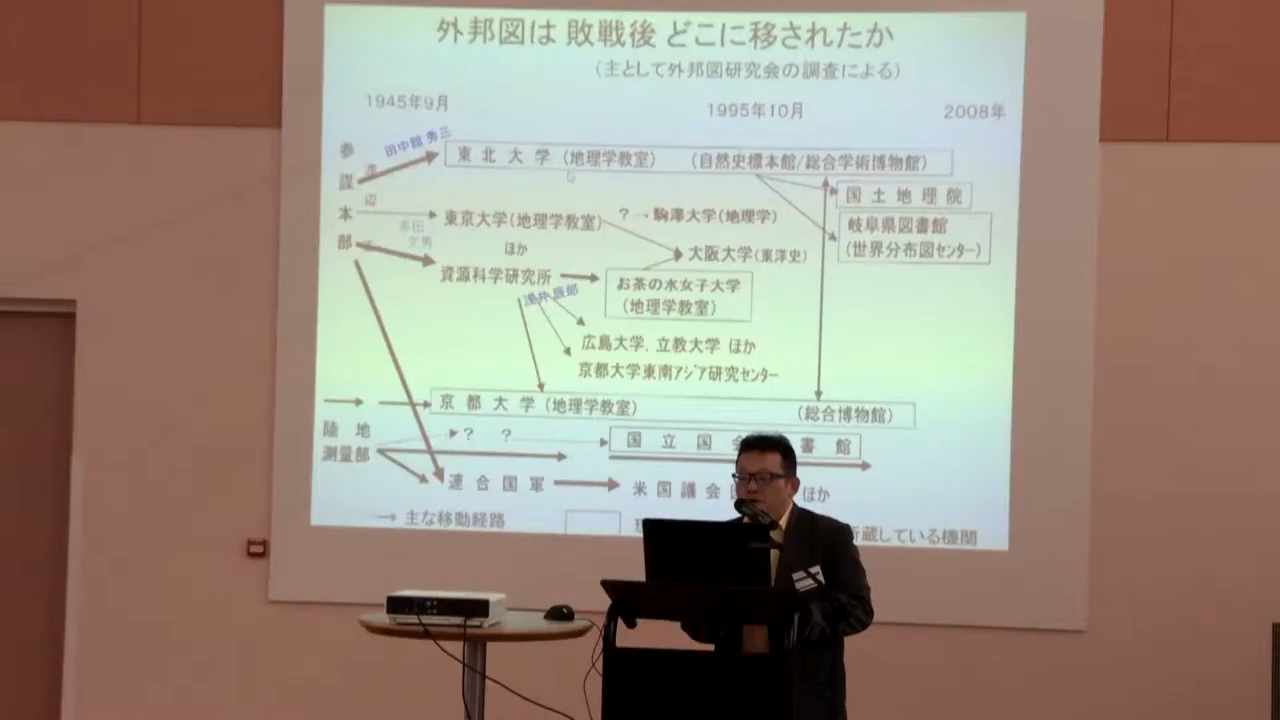 外邦図は 敗戦後 どこに移されたか
(主として外邦図研究会の調査による)
1945年9月 1995年10月 2008年
参謀本部
田中館 秀三
渡辺
多田文男
東北大学(地理学教室) (自然史標本館/総合学術博物館)
国土地理院
岐阜県図書館
(世界分布図センター)
東京大学(地理学教室) ? → 駒澤大学(地理学)
ほか
大阪大学(東洋史)
資源科学研究所
お茶の水女子大学
(地理学教室)
浅井 辰郎
広島大学, 立教大学 ほか
京都大学東南アジア研究センター
京都大学(地理学教室) (総合博物館)
陸地
測量部
? ?
国立国会 書館
連合国軍
米国議会 ほか
主な移動経路
所蔵している機関